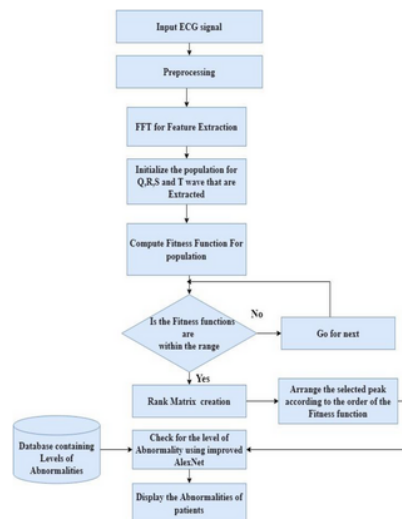 Input ECG signal
Preprocessing
FFT for Feature Extraction
Initialize the population for
Q,R,S and T wave that are
Extracted
Compute Fitness Function For
population
Is the Fitness functions are
within the range
No
Go for next
Yes
Rank Matrix creation
Arrange the selected peak
according to the order of the
Fitness function
Database containing
Levels of
Abnormalities
Check for the level of
Abnormality using improved
AlexNet
Display the Abnormalities of
patients